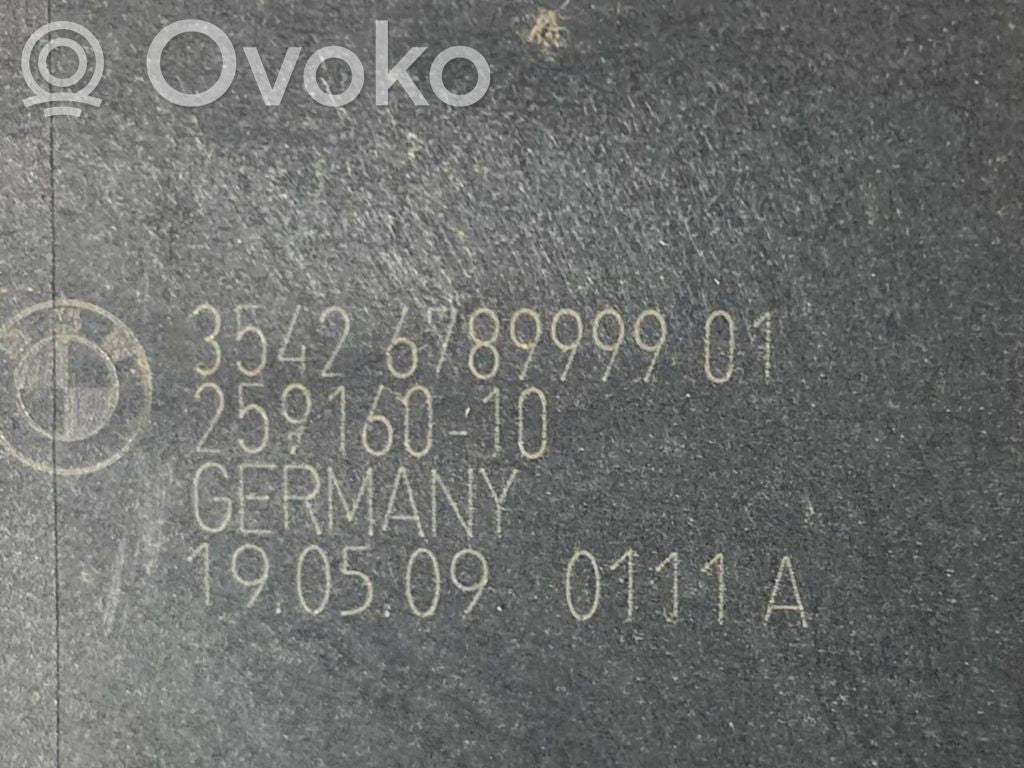 Ovoko
3542 6789999 01
259160-10
GERMANY
19.05.09 0111 A